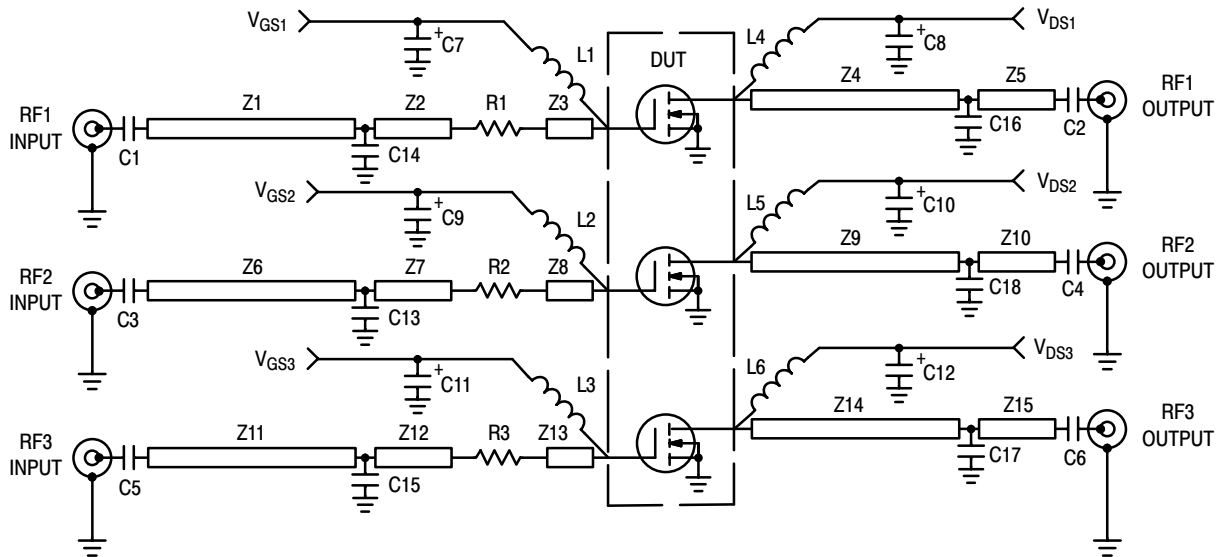 VGS1
+
C7
L1
DUT
L4
+
C8
VDS1
RF1
INPUT
C1
Z1
C14
Z2
R1
Z3
Z4
C16
Z5
C2
RF1
OUTPUT
VGS2
+
C9
L2
L5
+
C10
VDS2
RF2
INPUT
C3
Z6
C13
Z7
R2
Z8
Z9
C18
Z10
C4
RF2
OUTPUT
VGS3
+
C11
L3
L6
+
C12
VDS3
RF3
INPUT
C5
Z11
C15
Z12
R3
Z13
Z14
C17
Z15
C6
RF3
OUTPUT